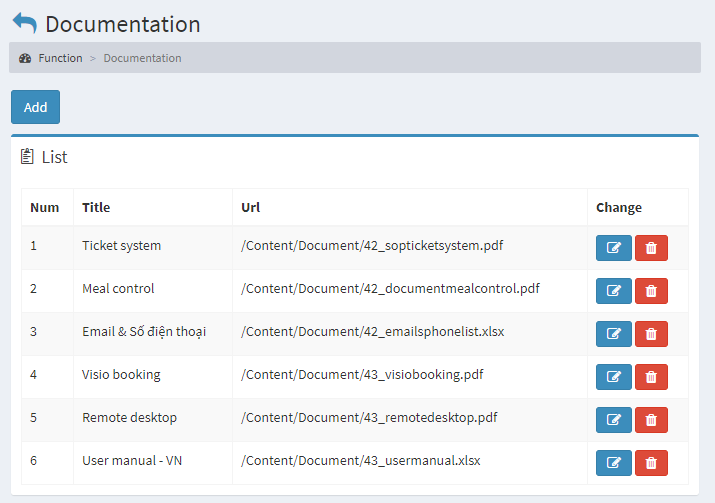 Documentation
Function > Documentation
Add
List
Num Title Url Change
1 Ticket system /Content/Document/42_sopticketsystem.pdf
2 Meal control /Content/Document/42_documentmealcontrol.pdf
3 Email & Số điện thoại /Content/Document/42_emailsphonelist.xlsx
4 Visio booking /Content/Document/43_visiobooking.pdf
5 Remote desktop /Content/Document/43_remotedesktop.pdf
6 User manual - VN /Content/Document/43_usermanual.xlsx